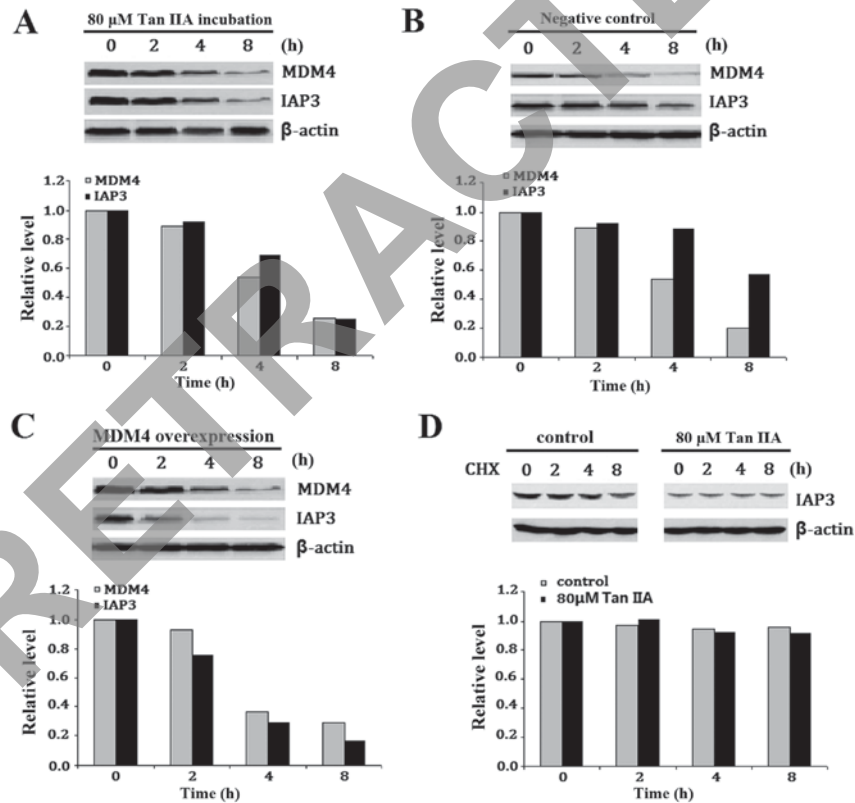 A
80 µM Tan IIA incubation
0 2 4 8 (h)
MDM4
IAP3
β-actin
MDM4
IAP3
1.2
1.0
0.8
0.6
0.4
0.2
0.0
Relative level
0 2 4 8
Time (h)
B
Negative control
0 2 4 8 (h)
MDM4
IAP3
β-actin
MDM4
IAP3
1.2
1.0
0.8
0.6
0.4
0.2
0.0
Relative level
0 2 4 8
Time (h)
C
MDM4 overexpression
0 2 4 8 (h)
MDM4
IAP3
β-actin
MDM4
IAP3
1.2
1.0
0.8
0.6
0.4
0.2
0.0
Relative level
0 2 4 8
Time (h)
D
control 80 µM Tan IIA
CHX 0 2 4 8 0 2 4 8 (h)
IAP3
β-actin
control
80µM Tan IIA
1.2
1.0
0.8
0.6
0.4
0.2
0.0
Relative level
0 2 4 8
Time (h)
RETRACTE